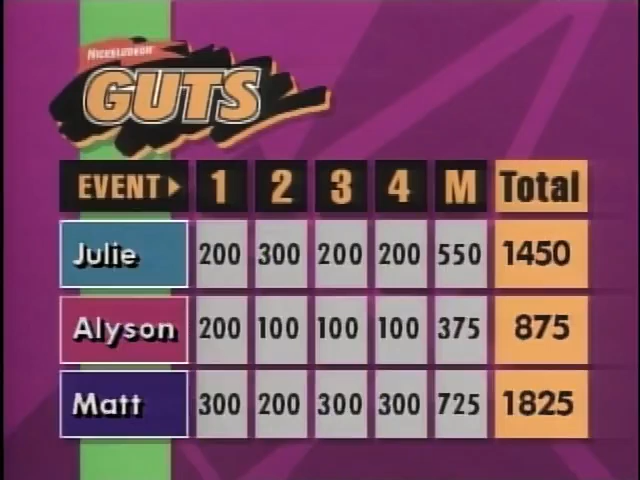 NICKELODEON
GUTS
EVENT 1 2 3 4 M Total
Julie 200 300 200 200 550 1450
Alyson 200 100 100 100 375 875
Matt 300 200 300 300 725 1825